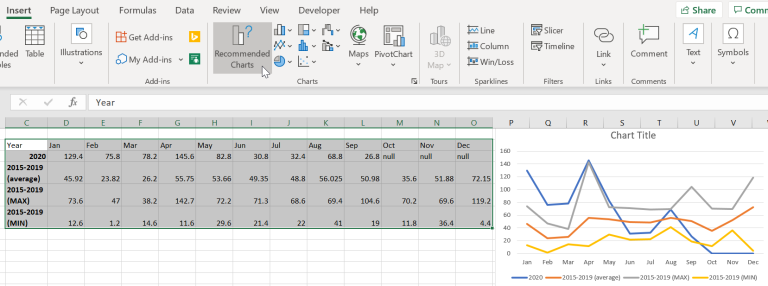 Insert Page Layout Formulas Data Review View Developer Help Share Comm
nded
les
Table
Illustrations
Get Add-ins
My Add-ins
Add-ins
Recommended
Charts
Maps
PivotChart
Charts
3D
Map
Tours
Line
Column
Win/Loss
Sparklines
Slicer
Timeline
Filters
Link
Links
Comment
Comments
Text
Symbols
fx Year
C D E F G H I J K L M N O P Q R S T U V
Year Jan Feb Mar Apr May Jun Jul Aug Sep Oct Nov Dec
2020 129.4 75.8 78.2 145.6 82.8 30.8 32.4 68.8 26.8 null null null
2015-2019
(average) 45.92 23.82 26.2 55.75 53.66 49.35 48.8 56.025 50.98 35.6 51.88 72.15
2015-2019
(MAX) 73.6 47 38.2 142.7 72.2 71.3 68.6 69.4 104.6 70.2 69.6 119.2
2015-2019
(MIN) 12.6 1.2 14.6 11.6 29.6 21.4 22 41 19 11.8 36.4 4.4
Chart Title
160
140
120
100
80
60
40
20
0
Jan Feb Mar Apr May Jun Jul Aug Sep Oct Nov Dec
2020 2015-2019 (average) 2015-2019 (MAX) 2015-2019 (MIN)